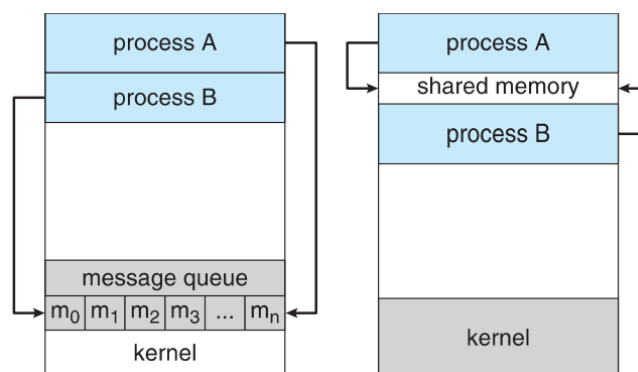 process A
process B
message queue
m₀ m₁ m₂ m₃ ... mₙ
kernel
process A
shared memory
process B
kernel